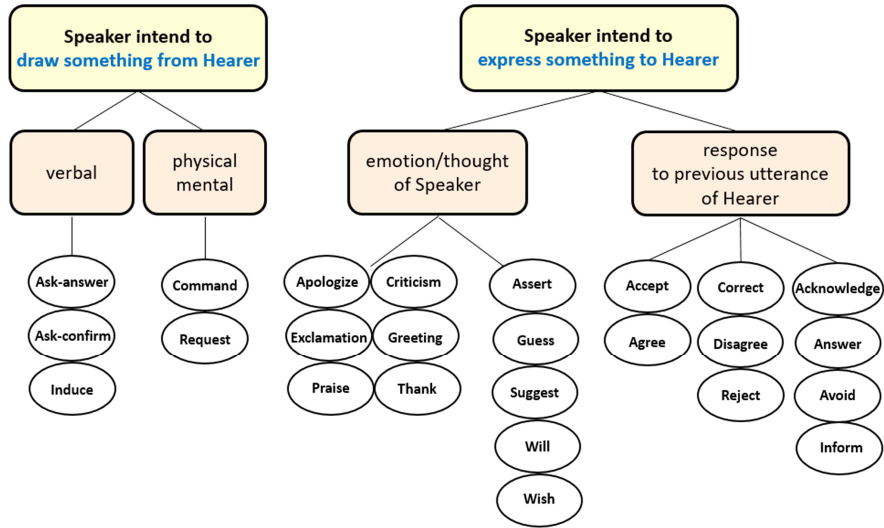 Speaker intend to
draw something from Hearer
Speaker intend to
express something to Hearer
verbal
physical
mental
emotion/thought
of Speaker
response
to previous utterance
of Hearer
Ask-answer
Ask-confirm
Induce
Command
Request
Apologize
Exclamation
Praise
Criticism
Greeting
Thank
Assert
Guess
Suggest
Will
Wish
Accept
Agree
Correct
Disagree
Reject
Acknowledge
Answer
Avoid
Inform